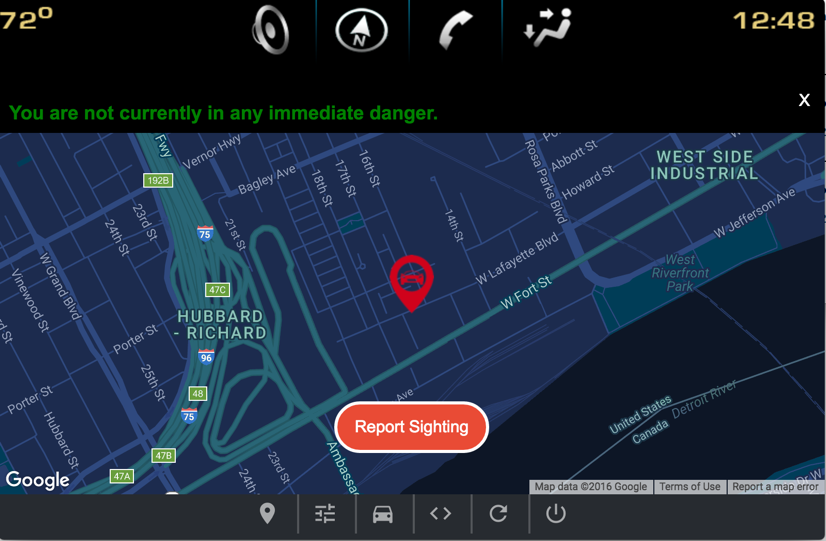 72°
N
12:48
You are not currently in any immediate danger.
x
Fwy
Vernor Hwy
Bagley Ave
16th St
17th St
18th St
Rosa Parks Blvd
Abbott St
Howard St
WEST SIDE
INDUSTRIAL
192B
23rd St
24th St
21st St
75
14th St
W Jefferson Ave
W Grand Blvd
Vinewood St
47C
W Lafayette Blvd
West
Riverfront
Park
W Fort St
HUBBARD
- RICHARD
Porter St
96
25th St
48
75
Porter St
Hubbard St
Ave
Report Sighting
United States
Canada
Detroit River
47B
47A
23rd St
24th
Ambassa
Google
Map data ©2016 Google
Terms of Use
Report a map error